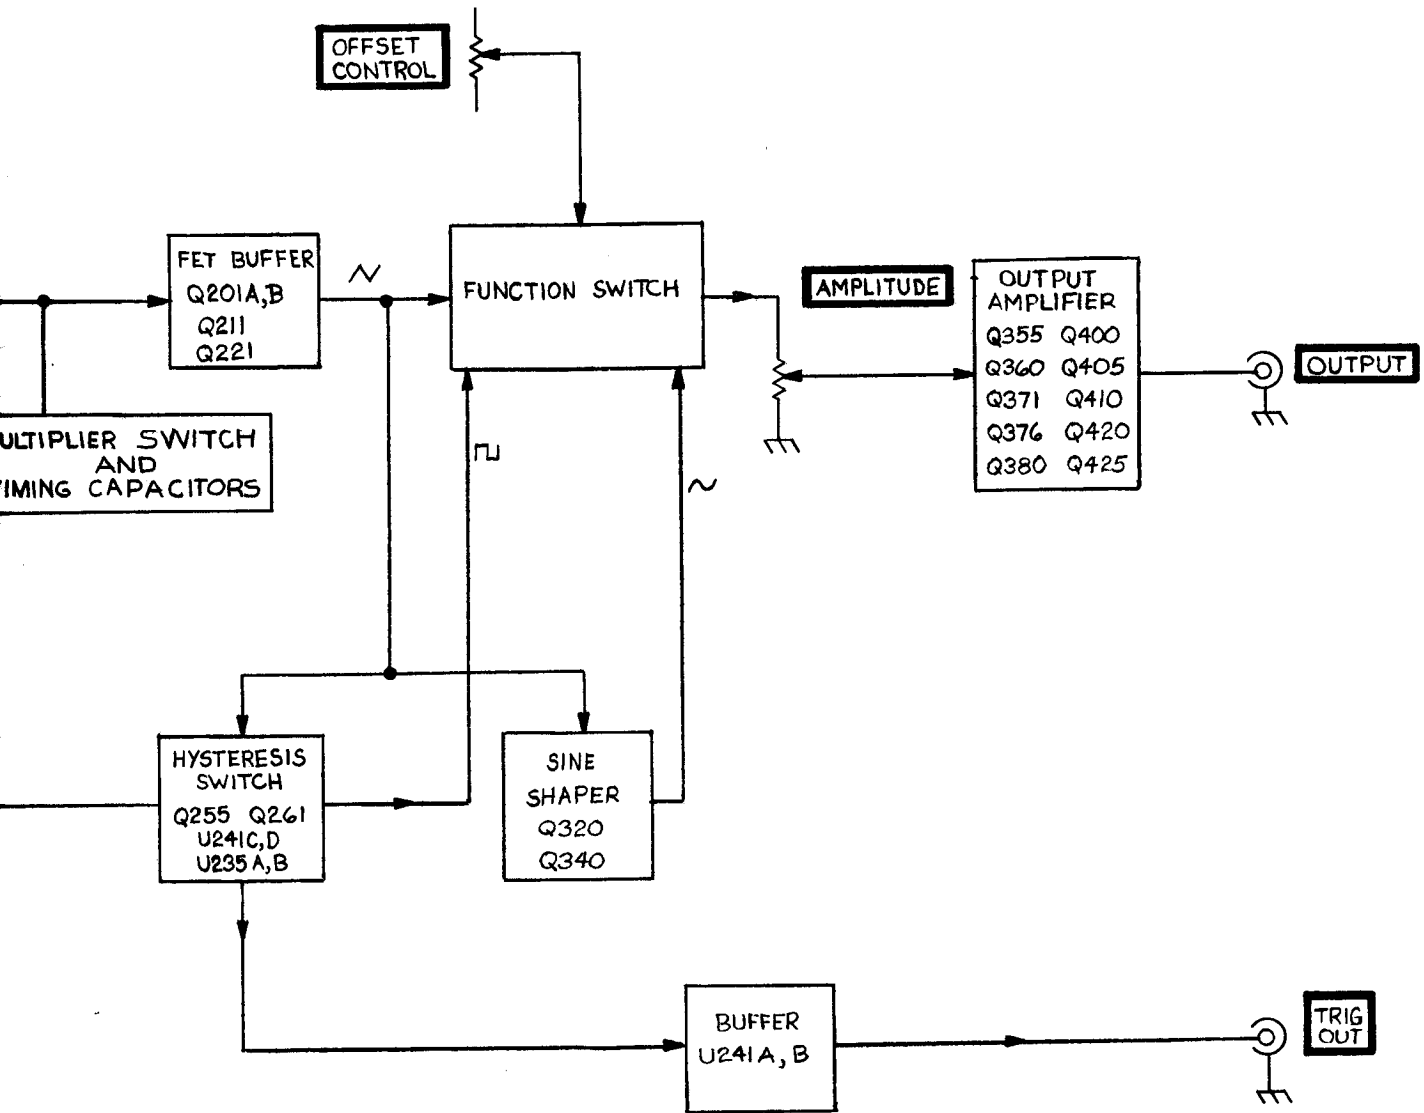 OFFSET
CONTROL
FET BUFFER
Q201A,B
Q211
Q221
FUNCTION SWITCH
AMPLITUDE
OUTPUT
AMPLIFIER
Q355 Q400
Q360 Q405
Q371 Q410
Q376 Q420
Q380 Q425
OUTPUT
ULTIPLIER SWITCH
AND
TIMING CAPACITORS
HYSTERESIS
SWITCH
Q255 Q261
U241C,D
U235A,B
SINE
SHAPER
Q320
Q340
BUFFER
U241A,B
TRIG
OUT